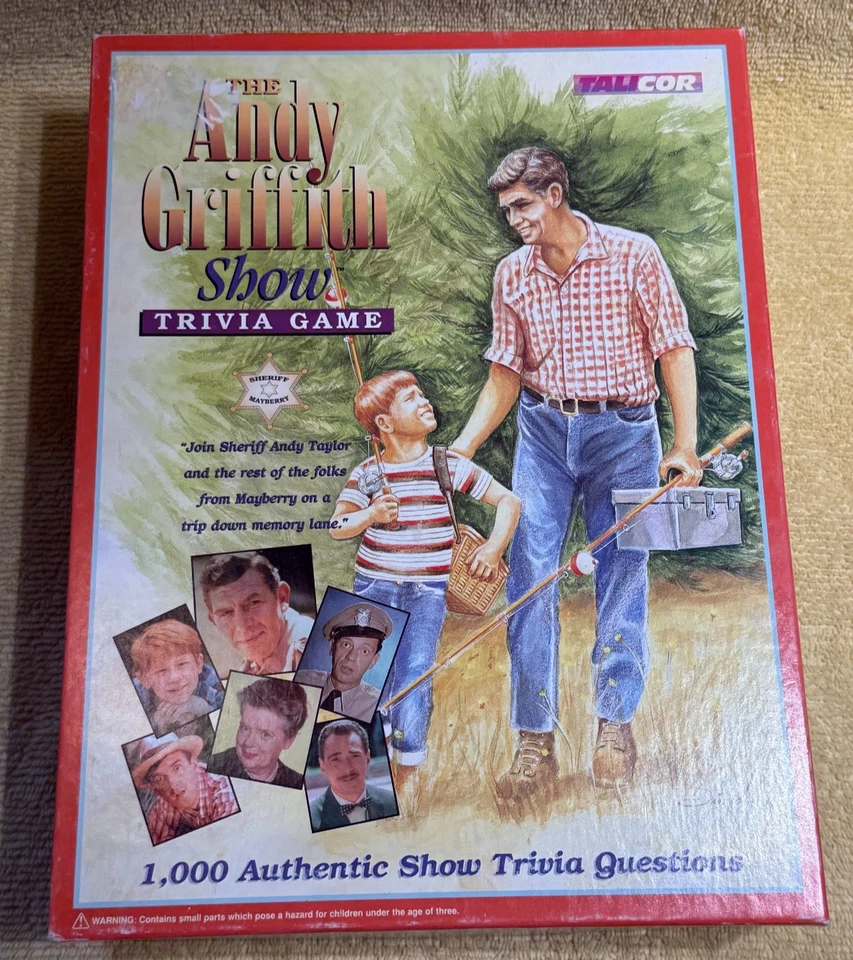 THE
Andy
Griffith
Show™
TRIVIA GAME
TALICOR
SHERIFF
MAYBERRY
"Join Sheriff Andy Taylor
and the rest of the folks
from Mayberry on a
trip down memory lane."
1,000 Authentic Show Trivia Questions
WARNING: Contains small parts which pose a hazard for children under the age of three.